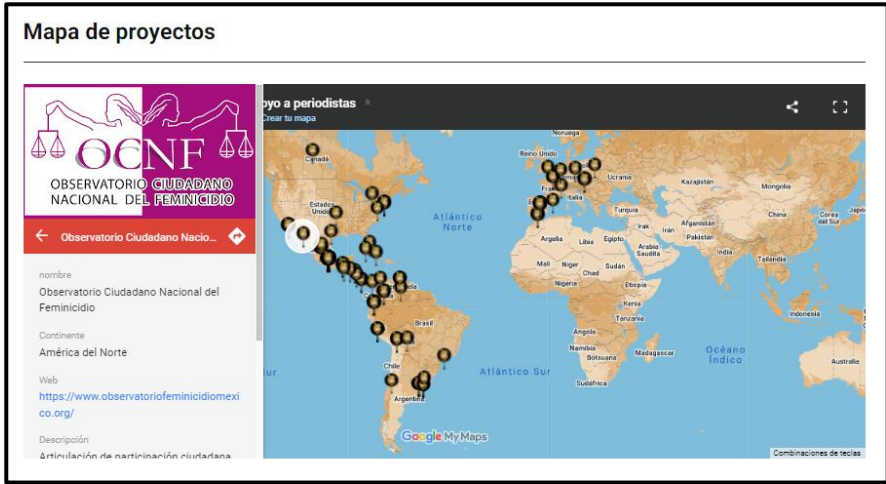 Mapa de proyectos
OCNF
OBSERVATORIO CIUDADANO
NACIONAL DEL FEMINICIDIO
Observatorio Ciudadano Nacio...
nombre
Observatorio Ciudadano Nacional del
Feminicidio
Continente
América del Norte
Web
https://www.observatoriofeminicidiomexi
co.org/
Descripción
Articulación de participación ciudadana
oyo a periodistas
Crear tu mapa
Noruega
Canadá
Reino Unido
Ucrania
Kazajistán
Mongolia
Estados
Unidos
Italia
Turquía
Atlántico
Norte
Irak
Irán
Afganistán
Pakistán
China
Corea
del Sur
Argelia
Libia
Egipto
Arabia
Saudita
India
Tailandia
Malí
Níger
Chad
Sudán
Nigeria
Etiopía
Kenia
Tanzania
Indonesia
Brasil
Angola
Namibia
Botsuana
Madagascar
Océano
Índico
Australia
ur
Chile
Atlántico Sur
Sudáfrica
Argentina
Google My Maps
Combinaciones de teclas